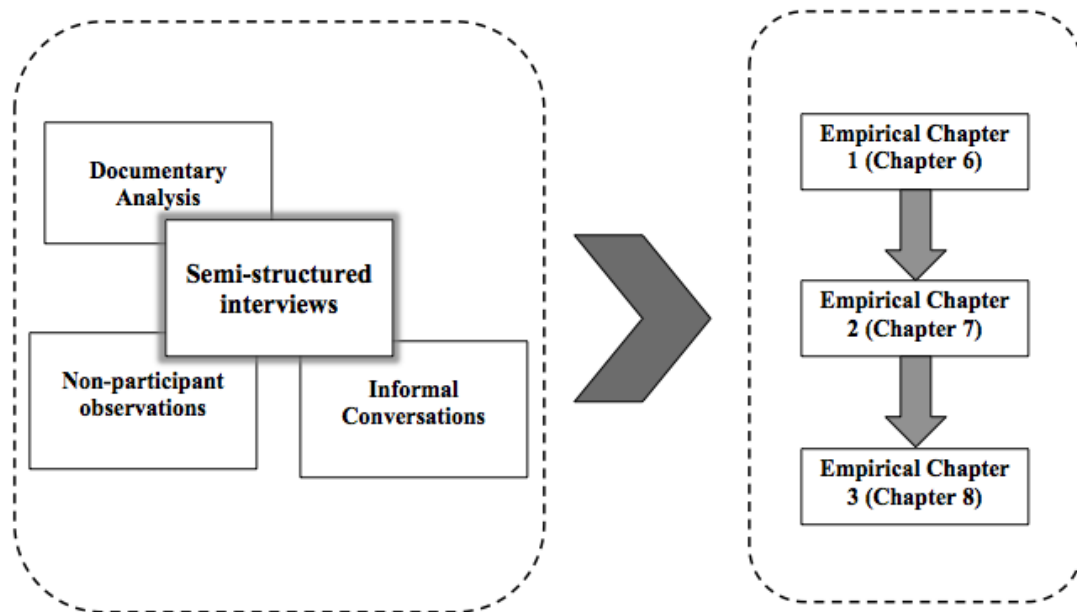 Documentary
Analysis
Semi-structured
interviews
Non-participant
observations
Informal
Conversations
Empirical Chapter
1 (Chapter 6)
Empirical Chapter
2 (Chapter 7)
Empirical Chapter
3 (Chapter 8)